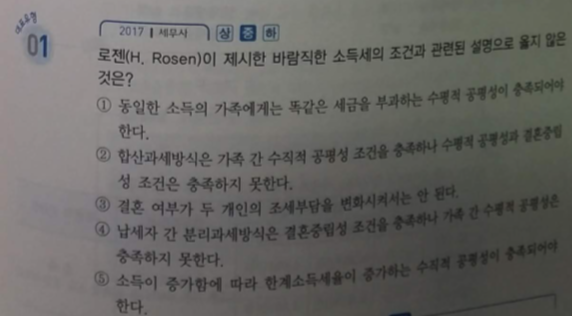 대표유형
01
2017 | 세무사 상 중 하
로젠(H. Rosen)이 제시한 바람직한 소득세의 조건과 관련된 설명으로 옳지 않은
것은?
① 동일한 소득의 가족에게는 똑같은 세금을 부과하는 수평적 공평성이 충족되어야
한다.
② 합산과세방식은 가족 간 수직적 공평성 조건을 충족하나 수평적 공평성과 결혼중립
성 조건은 충족하지 못한다.
③ 결혼 여부가 두 개인의 조세부담을 변화시켜서는 안 된다.
④ 납세자 간 분리과세방식은 결혼중립성 조건을 충족하나 가족 간 수평적 공평성은
충족하지 못한다.
⑤ 소득이 증가함에 따라 한계소득세율이 증가하는 수직적 공평성이 충족되어야
한다.